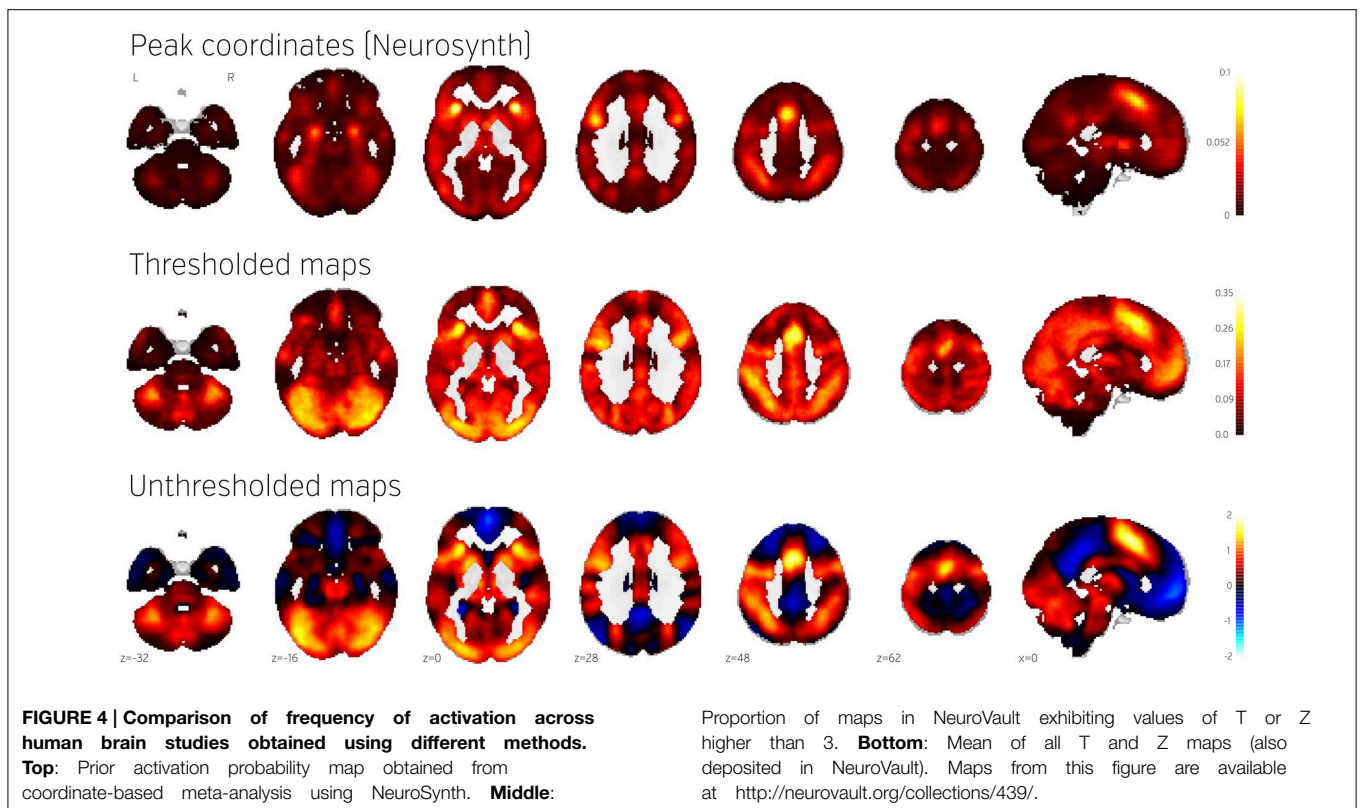 Peak coordinates (Neurosynth)
L R
0.1
0.052
0
Thresholded maps
0.35
0.26
0.17
0.09
0.0
Unthresholded maps
2
1
0
-1
-2
z=-32 z=-16 z=0 z=28 z=48 z=62 x=0
FIGURE 4 | Comparison of frequency of activation across
human brain studies obtained using different methods.
Top: Prior activation probability map obtained from
coordinate-based meta-analysis using NeuroSynth. Middle:
Proportion of maps in NeuroVault exhibiting values of T or Z
higher than 3. Bottom: Mean of all T and Z maps (also
deposited in NeuroVault). Maps from this figure are available
at http://neurovault.org/collections/439/.